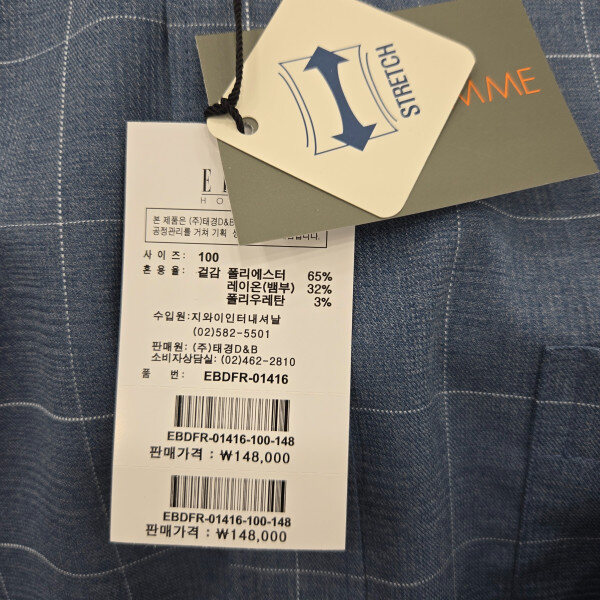 STRETCH
MME
E
HO
본 제품은 (주)태경D&B
공정관리를 거쳐 기획
니다.
사 이 즈 : 100
혼 용 율 : 겉감 폴리에스터 65%
레이온(뱀부) 32%
폴리우레탄 3%
수입원:지와이인터내셔날
(02)582-5501
판매원: (주)태경D&B
소비자상담실: (02)462-2810
품 번: EBDFR-01416
EBDFR-01416-100-148
판매가격 : ₩148,000
EBDFR-01416-100-148
판매가격 : ₩148,000